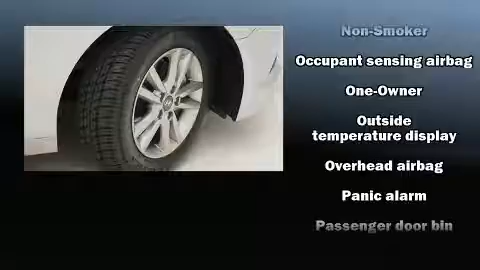 Non-Smoker
Occupant sensing airbag
One-Owner
Outside
temperature display
Overhead airbag
Panic alarm
Passenger door bin